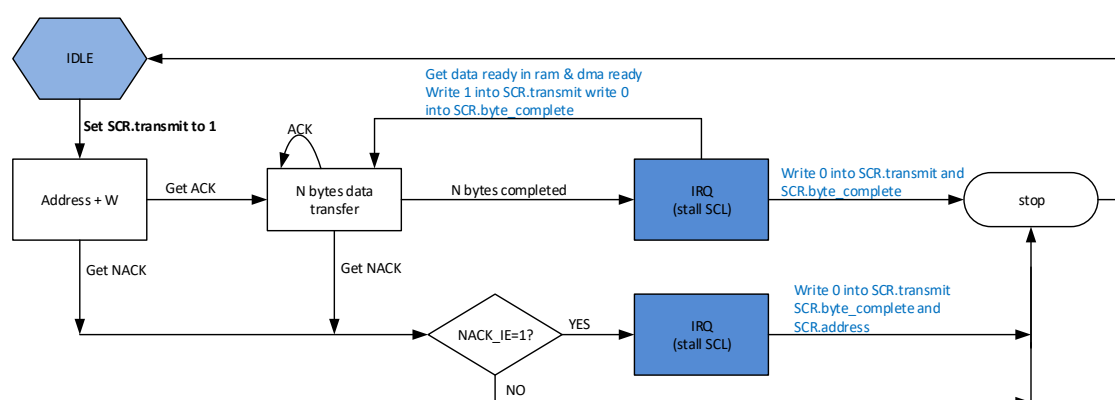 IDLE
Get data ready in ram & dma ready
Write 1 into SCR.transmit write 0
into SCR.byte_complete
Set SCR.transmit to 1
ACK
Address + W
Get ACK
N bytes data
transfer
N bytes completed
IRQ
(stall SCL)
Write 0 into SCR.transmit and
SCR.byte_complete
stop
Get NACK
Get NACK
NACK_IE=1?
YES
IRQ
(stall SCL)
Write 0 into SCR.transmit
SCR.byte_complete and
SCR.address
NO